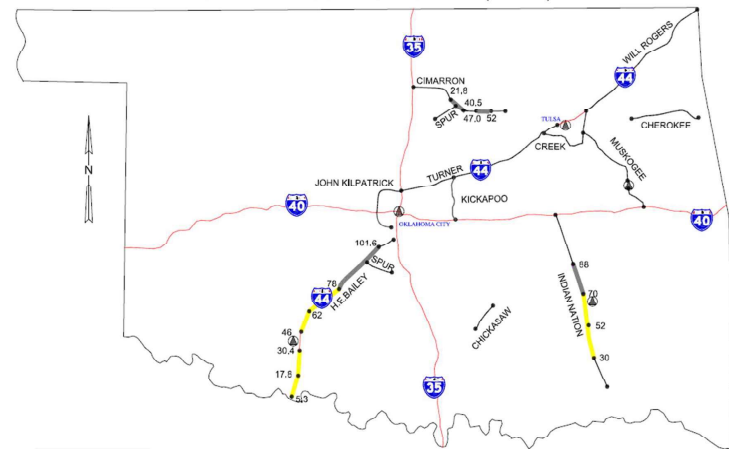 35
WILL ROGERS
44
CIMARRON
21.8
40.5
SPUR
47.0 52
TULSA
CHEROKEE
CREEK
MUSKOGEE
N
TURNER
44
JOHN KILPATRICK
KICKAPOO
40
OKLAHOMA CITY
40
101.6
SPUR
88
78
H.E.BAILEY
44
70
INDIAN NATION
62
CHICKASAW
52
46
30.4
30
17.8
35
5.3